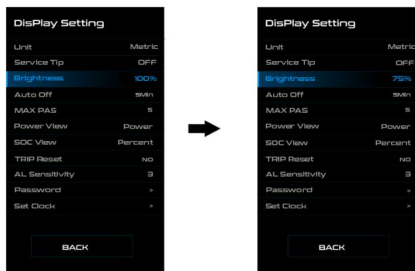 DisPlay Setting
Unit Metric
Service Tip OFF
Brightness 100%
Auto Off 5Min
MAX PAS 5
Power View Power
SOC View Percent
TRIP Reset NO
AL Sensitivity 3
Password >
Set Clock >
BACK
DisPlay Setting
Unit Metric
Service Tip OFF
Brightness 75%
Auto Off 5Min
MAX PAS 5
Power View Power
SOC View Percent
TRIP Reset NO
AL Sensitivity 3
Password >
Set Clock >
BACK